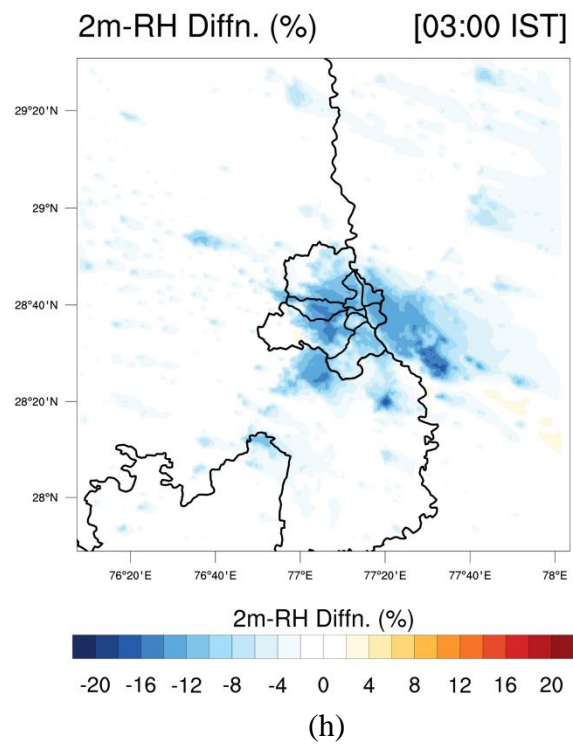 2m-RH Diffn. (%) [03:00 IST]
29°20'N
29°N
28°40'N
28°20'N
28°N
76°20'E 76°40'E 77°E 77°20'E 77°40'E 78°E
2m-RH Diffn. (%)
-20 -16 -12 -8 -4 0 4 8 12 16 20
(h)